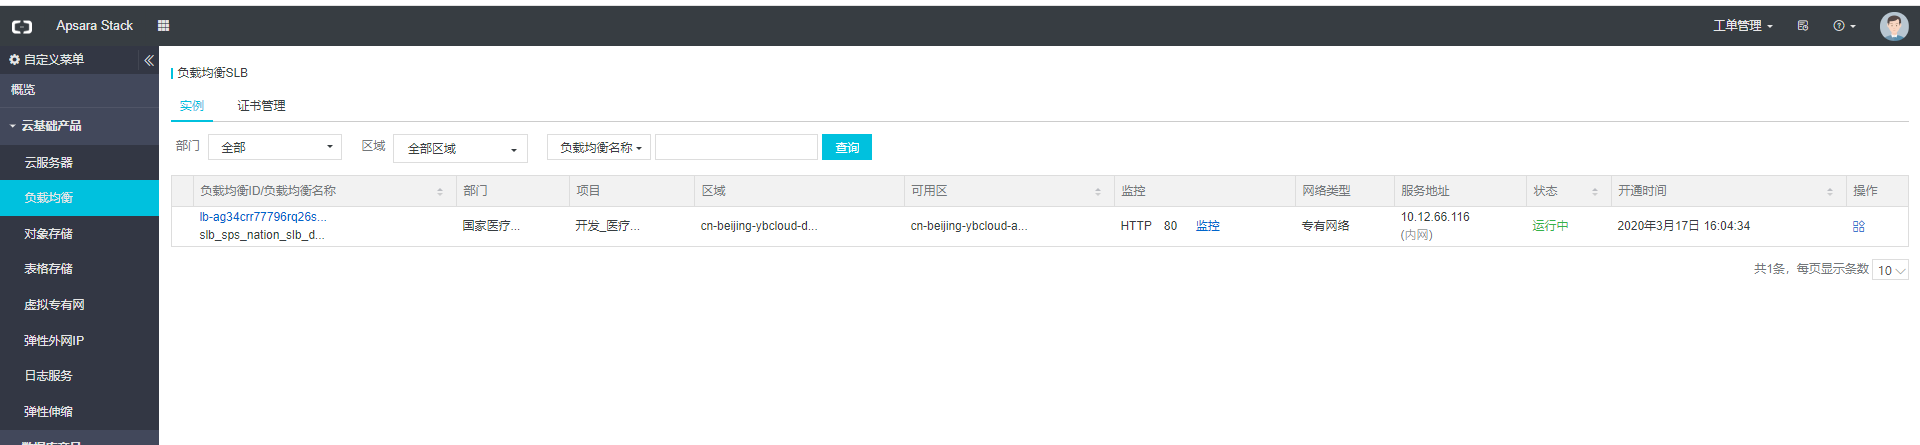 Apsara Stack
工单管理
自定义菜单
概览
云基础产品
云服务器
负载均衡
对象存储
表格存储
虚拟专有网
弹性外网IP
日志服务
弹性伸缩
负载均衡SLB
实例 证书管理
部门 全部 区域 全部区域 负载均衡名称 查询
负载均衡ID/负载均衡名称 部门 项目 区域 可用区 监控 网络类型 服务地址 状态 开通时间 操作
lb-ag34crr77796rq26s... 国家医疗... 开发_医疗... cn-beijing-ybcloud-d... cn-beijing-ybcloud-a... HTTP 80 监控 专有网络 10.12.66.116 运行中 2020年3月17日 16:04:34
slb_sps_nation_slb_d... (内网)
共1条，每页显示条数 10